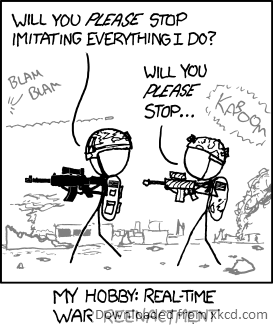 WILL YOU PLEASE STOP
IMITATING EVERYTHING I DO?
BLAM
BLAM
WILL YOU
PLEASE
STOP...
KABOOM
MY HOBBY: REAL-TIME
WAR REENACTMENT
Downloaded from xkcd.com